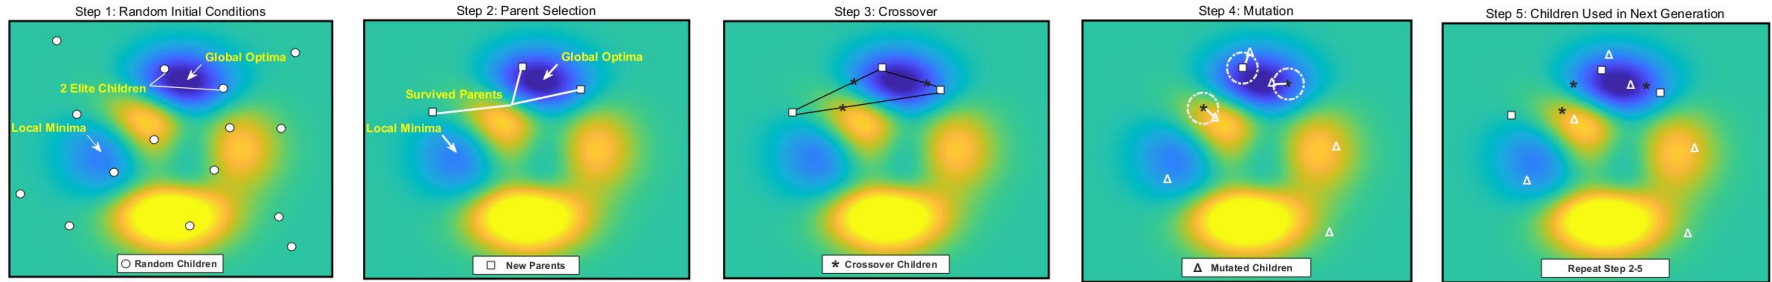 Step 1: Random Initial Conditions
Global Optima
2 Elite Children
Local Minima
Random Children
Step 2: Parent Selection
Global Optima
Survived Parents
Local Minima
New Parents
Step 3: Crossover
* Crossover Children
Step 4: Mutation
Δ Mutated Children
Step 5: Children Used in Next Generation
Repeat Step 2-5